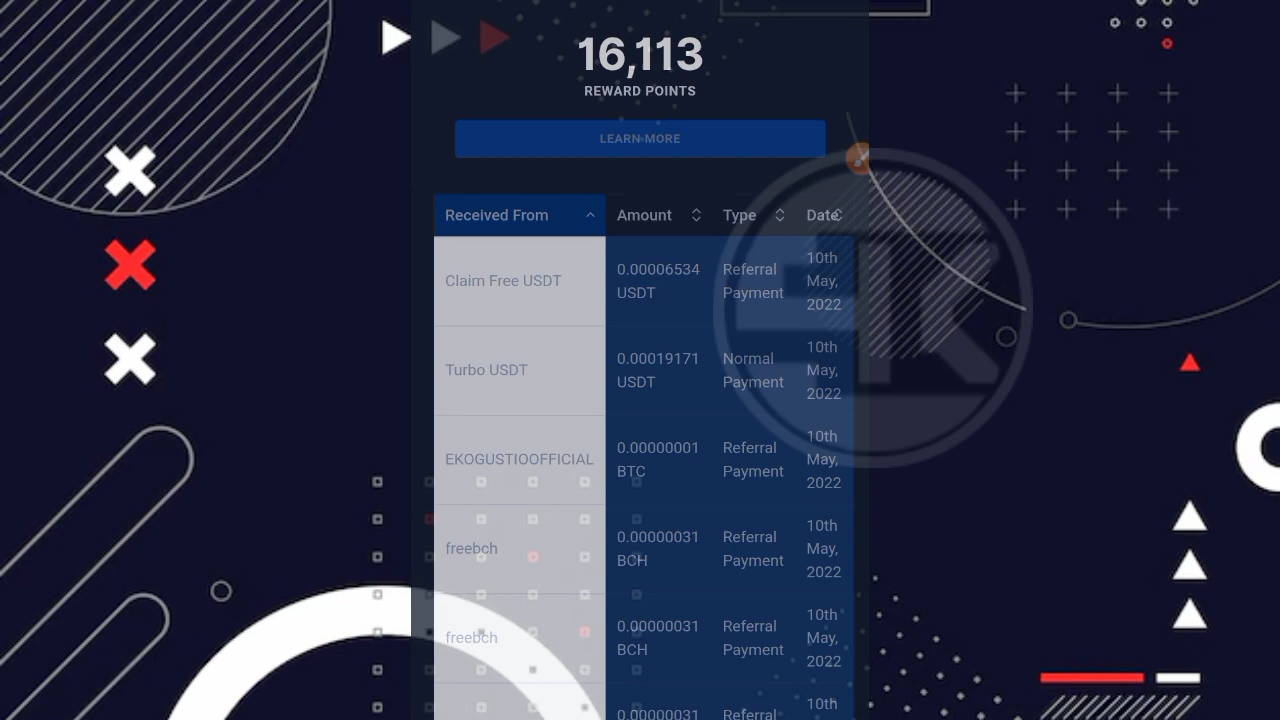 16,113
REWARD POINTS
LEARN MORE
Received From Amount Type Date
Claim Free USDT 0.00006534 USDT Referral Payment 10th May, 2022
Turbo USDT 0.00019171 USDT Normal Payment 10th May, 2022
EKOGUSTIOOFFICIAL 0.00000001 BTC Referral Payment 10th May, 2022
freebch 0.00000031 BCH Referral Payment 10th May, 2022
freebch 0.00000031 BCH Referral Payment 10th May, 2022
0.00000031 Referral 10th